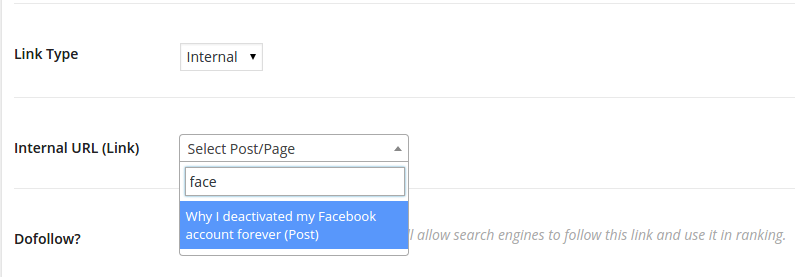 Link Type
Internal
Internal URL (Link)
Select Post/Page
face
Why I deactivated my Facebook
account forever (Post)
Dofollow?
allow search engines to follow this link and use it in ranking.